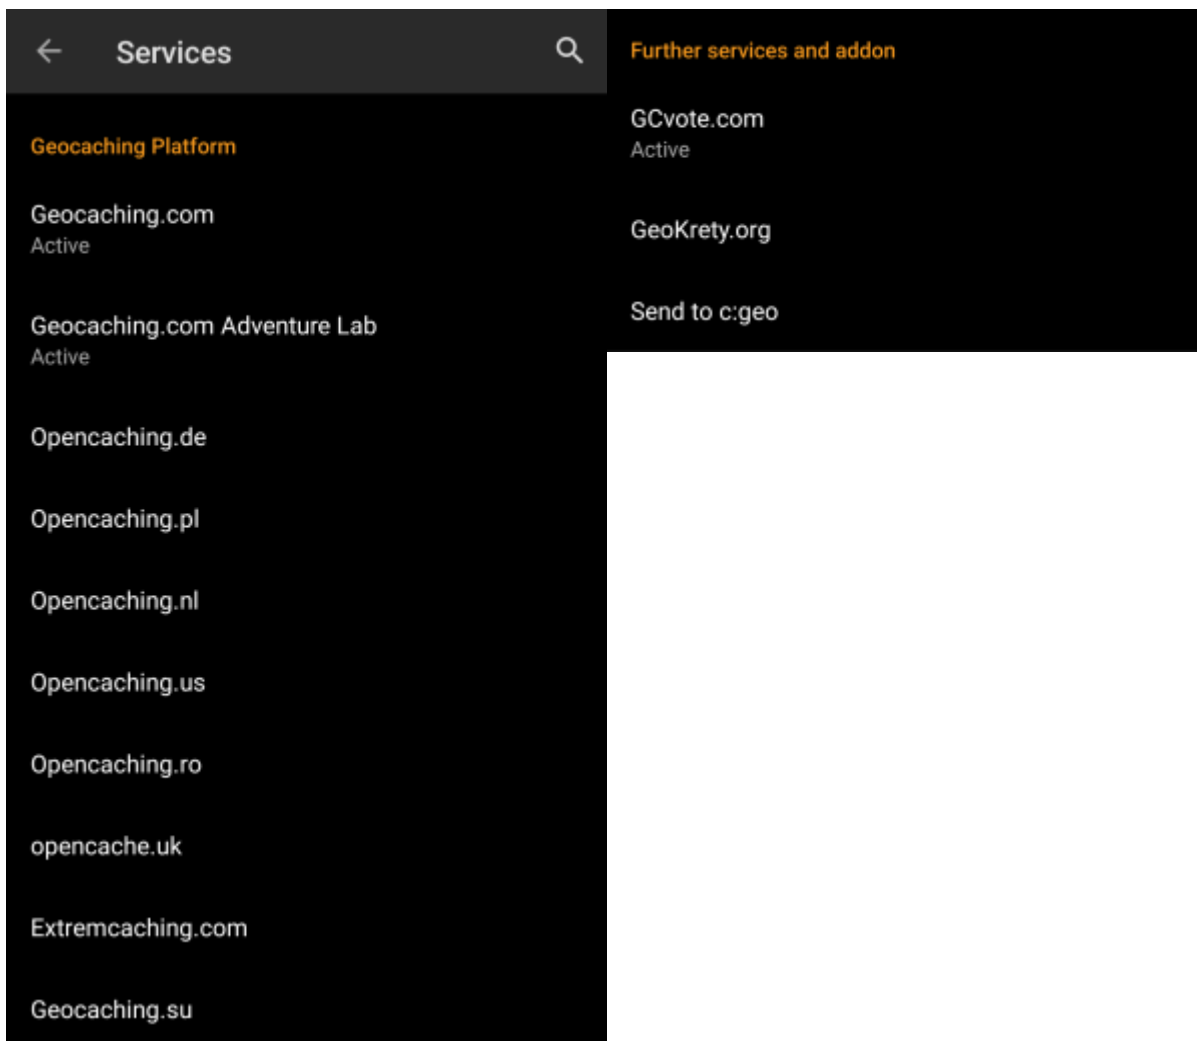 Services
Geocaching Platform
Geocaching.com
Active
Geocaching.com Adventure Lab
Active
Opencaching.de
Opencaching.pl
Opencaching.nl
Opencaching.us
Opencaching.ro
opencache.uk
Extremcaching.com
Geocaching.su
Further services and addon
GCvote.com
Active
GeoKrety.org
Send to c:geo